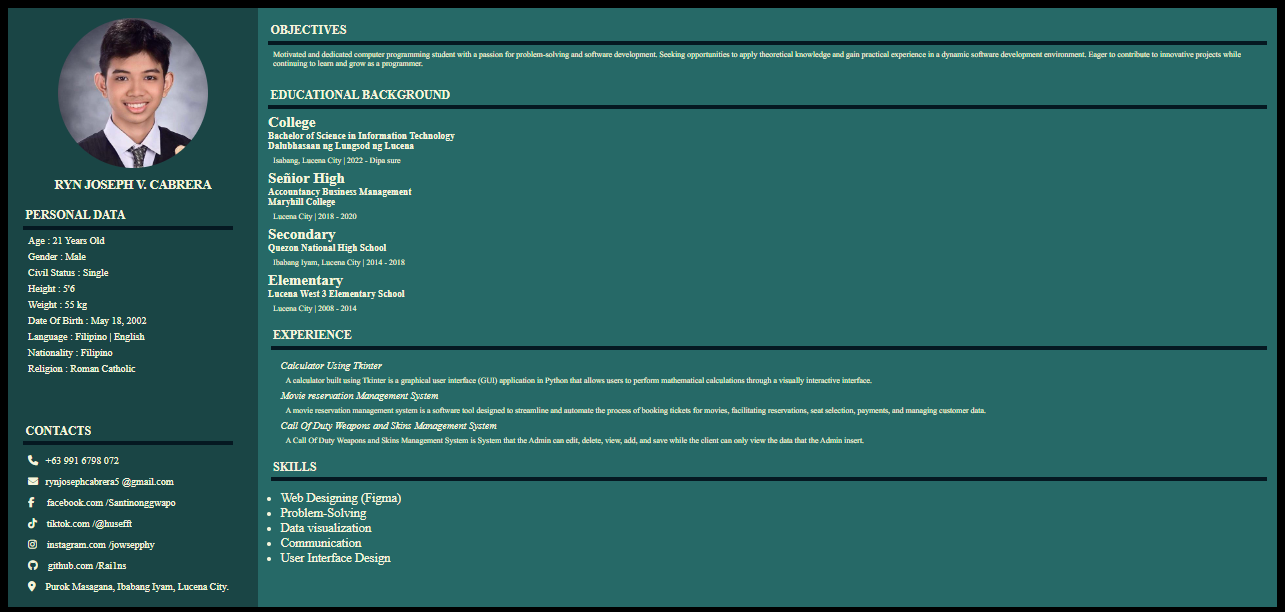 RYN JOSEPH V. CABRERA
PERSONAL DATA
Age : 21 Years Old
Gender : Male
Civil Status : Single
Height : 5'6
Weight : 55 kg
Date Of Birth : May 18, 2002
Language : Filipino | English
Nationality : Filipino
Religion : Roman Catholic
CONTACTS
+63 991 6798 072
rynjosephcabrera5 @gmail.com
facebook.com /Santinonggwapo
tiktok.com /@husefft
instagram.com /jowsepphy
github.com /Rai1ns
Purok Masagana, Ibabang Iyam, Lucena City.
OBJECTIVES
Motivated and dedicated computer programming student with a passion for problem-solving and software development. Seeking opportunities to apply theoretical knowledge and gain practical experience in a dynamic software development environment. Eager to contribute to innovative projects while
continuing to learn and grow as a programmer.
EDUCATIONAL BACKGROUND
College
Bachelor of Science in Information Technology
Dalubhasaan ng Lungsod ng Lucena
Isabang, Lucena City | 2022 - Dipa sure
Señior High
Accountancy Business Management
Maryhill College
Lucena City | 2018 - 2020
Secondary
Quezon National High School
Ibabang Iyam, Lucena City | 2014 - 2018
Elementary
Lucena West 3 Elementary School
Lucena City | 2008 - 2014
EXPERIENCE
Calculator Using Tkinter
A calculator built using Tkinter is a graphical user interface (GUI) application in Python that allows users to perform mathematical calculations through a visually interactive interface.
Movie reservation Management System
A movie reservation management system is a software tool designed to streamline and automate the process of booking tickets for movies, facilitating reservations, seat selection, payments, and managing customer data.
Call Of Duty Weapons and Skins Management System
A Call Of Duty Weapons and Skins Management System is System that the Admin can edit, delete, view, add, and save while the client can only view the data that the Admin insert.
SKILLS
• Web Designing (Figma)
• Problem-Solving
• Data visualization
• Communication
• User Interface Design